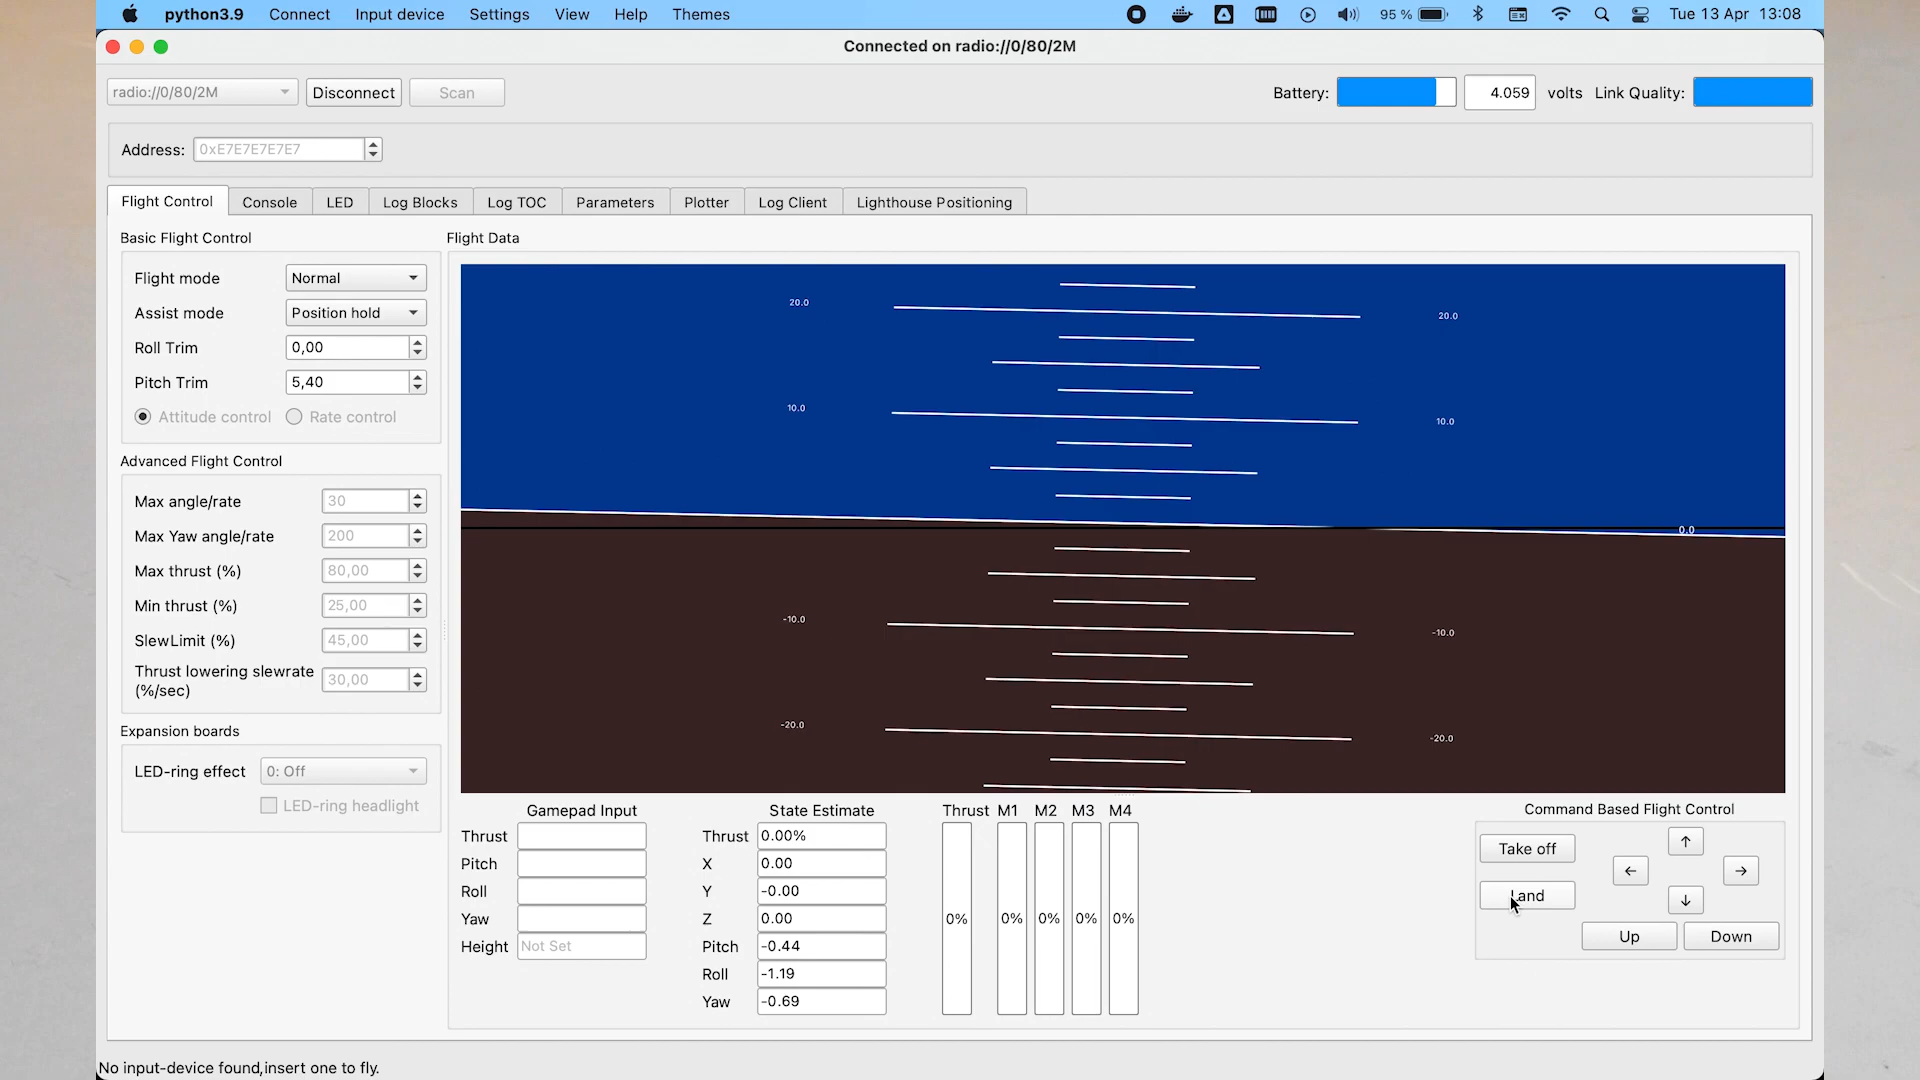 python3.9 Connect Input device Settings View Help Themes 95 % Tue 13 Apr 13:08
Connected on radio://0/80/2M
radio://0/80/2M Disconnect Scan Battery: 4.059 volts Link Quality:
Address: 0xE7E7E7E7E7
Flight Control Console LED Log Blocks Log TOC Parameters Plotter Log Client Lighthouse Positioning
Basic Flight Control
Flight mode Normal
Assist mode Position hold
Roll Trim 0,00
Pitch Trim 5,40
Attitude control Rate control
Advanced Flight Control
Max angle/rate 30
Max Yaw angle/rate 200
Max thrust (%) 80,00
Min thrust (%) 25,00
SlewLimit (%) 45,00
Thrust lowering slewrate
(%/sec) 30,00
Expansion boards
LED-ring effect 0: Off
LED-ring headlight
Flight Data
20.0 20.0
10.0 10.0
0.0
-10.0 -10.0
-20.0 -20.0
Gamepad Input
Thrust
Pitch
Roll
Yaw
Height Not Set
State Estimate
Thrust 0.00%
X 0.00
Y -0.00
Z 0.00
Pitch -0.44
Roll -1.19
Yaw -0.69
Thrust M1 M2 M3 M4
0% 0% 0% 0% 0%
Command Based Flight Control
Take off ↑
← →
Land ↓
Up Down
No input-device found,insert one to fly.